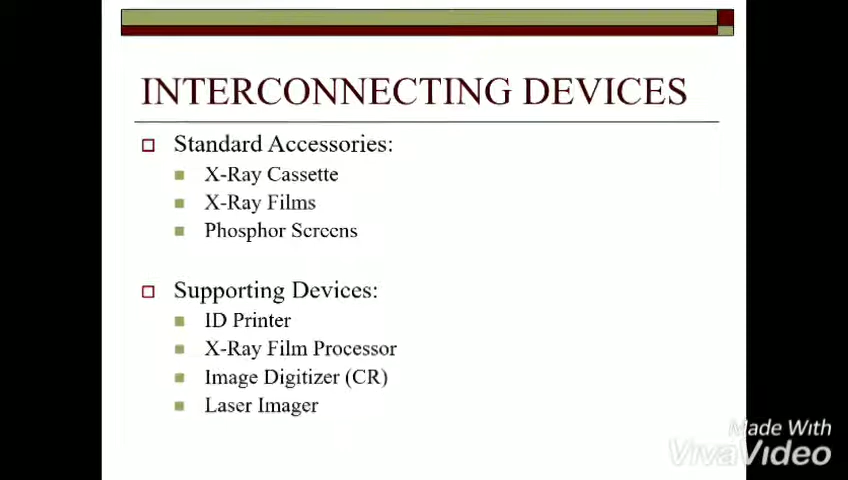 INTERCONNECTING DEVICES
Standard Accessories:
X-Ray Cassette
X-Ray Films
Phosphor Screens
Supporting Devices:
ID Printer
X-Ray Film Processor
Image Digitizer (CR)
Laser Imager
Made With
VivaVideo